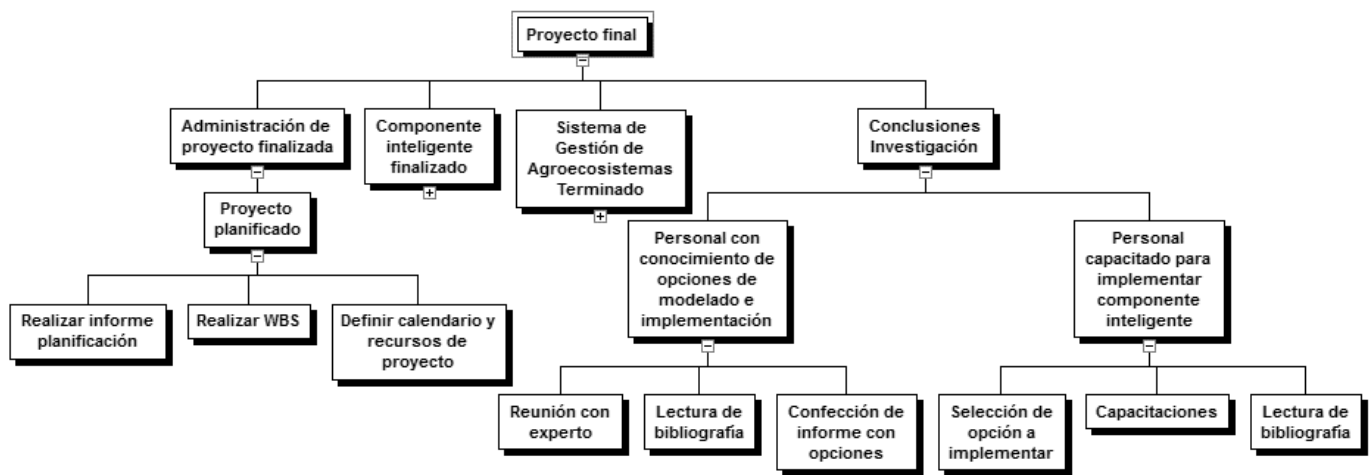 Proyecto final
Administración de
proyecto finalizada
Componente
inteligente
finalizado
Sistema de
Gestión de
Agroecosistemas
Terminado
Conclusiones
Investigación
Proyecto
planificado
Personal con
conocimiento de
opciones de
modelado e
implementación
Personal
capacitado para
implementar
componente
inteligente
Realizar informe
planificación
Realizar WBS
Definir calendario y
recursos de
proyecto
Reunión con
experto
Lectura de
bibliografía
Confección de
informe con
opciones
Selección de
opción a
implementar
Capacitaciones
Lectura de
bibliografía